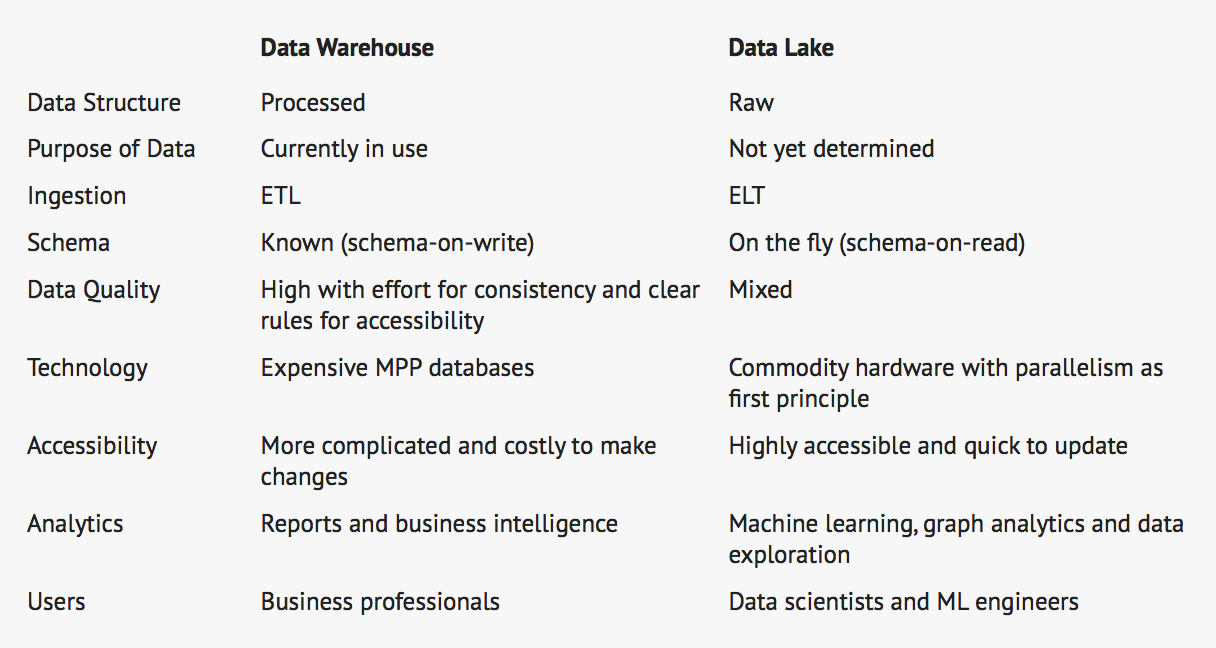 Data Warehouse Data Lake
Data Structure Processed Raw
Purpose of Data Currently in use Not yet determined
Ingestion ETL ELT
Schema Known (schema-on-write) On the fly (schema-on-read)
Data Quality High with effort for consistency and clear Mixed
rules for accessibility
Technology Expensive MPP databases Commodity hardware with parallelism as
first principle
Accessibility More complicated and costly to make Highly accessible and quick to update
changes
Analytics Reports and business intelligence Machine learning, graph analytics and data
exploration
Users Business professionals Data scientists and ML engineers